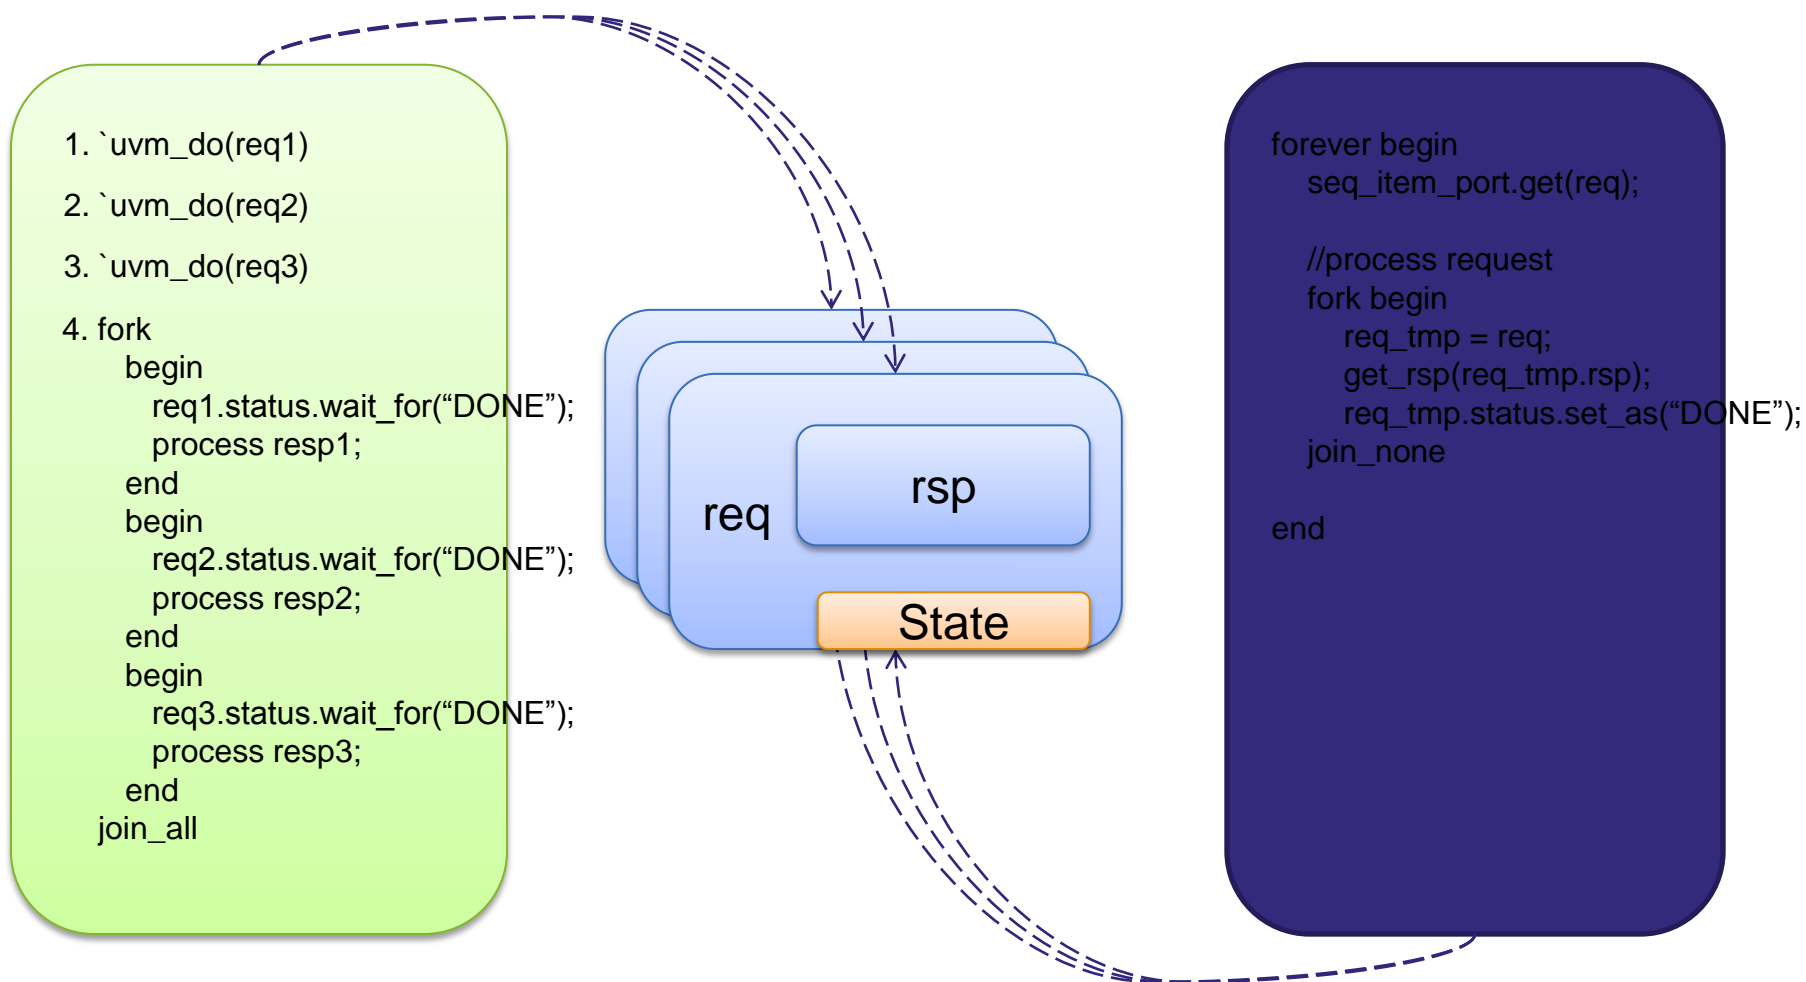 1. `uvm_do(req1)
2. `uvm_do(req2)
3. `uvm_do(req3)
4. fork
begin
req1.status.wait_for(“DONE”);
process resp1;
end
begin
req2.status.wait_for(“DONE”);
process resp2;
end
begin
req3.status.wait_for(“DONE”);
process resp3;
end
join_all
req
rsp
State
forever begin
seq_item_port.get(req);
//process request
fork begin
req_tmp = req;
get_rsp(req_tmp.rsp);
req_tmp.status.set_as(“DONE”);
join_none
end